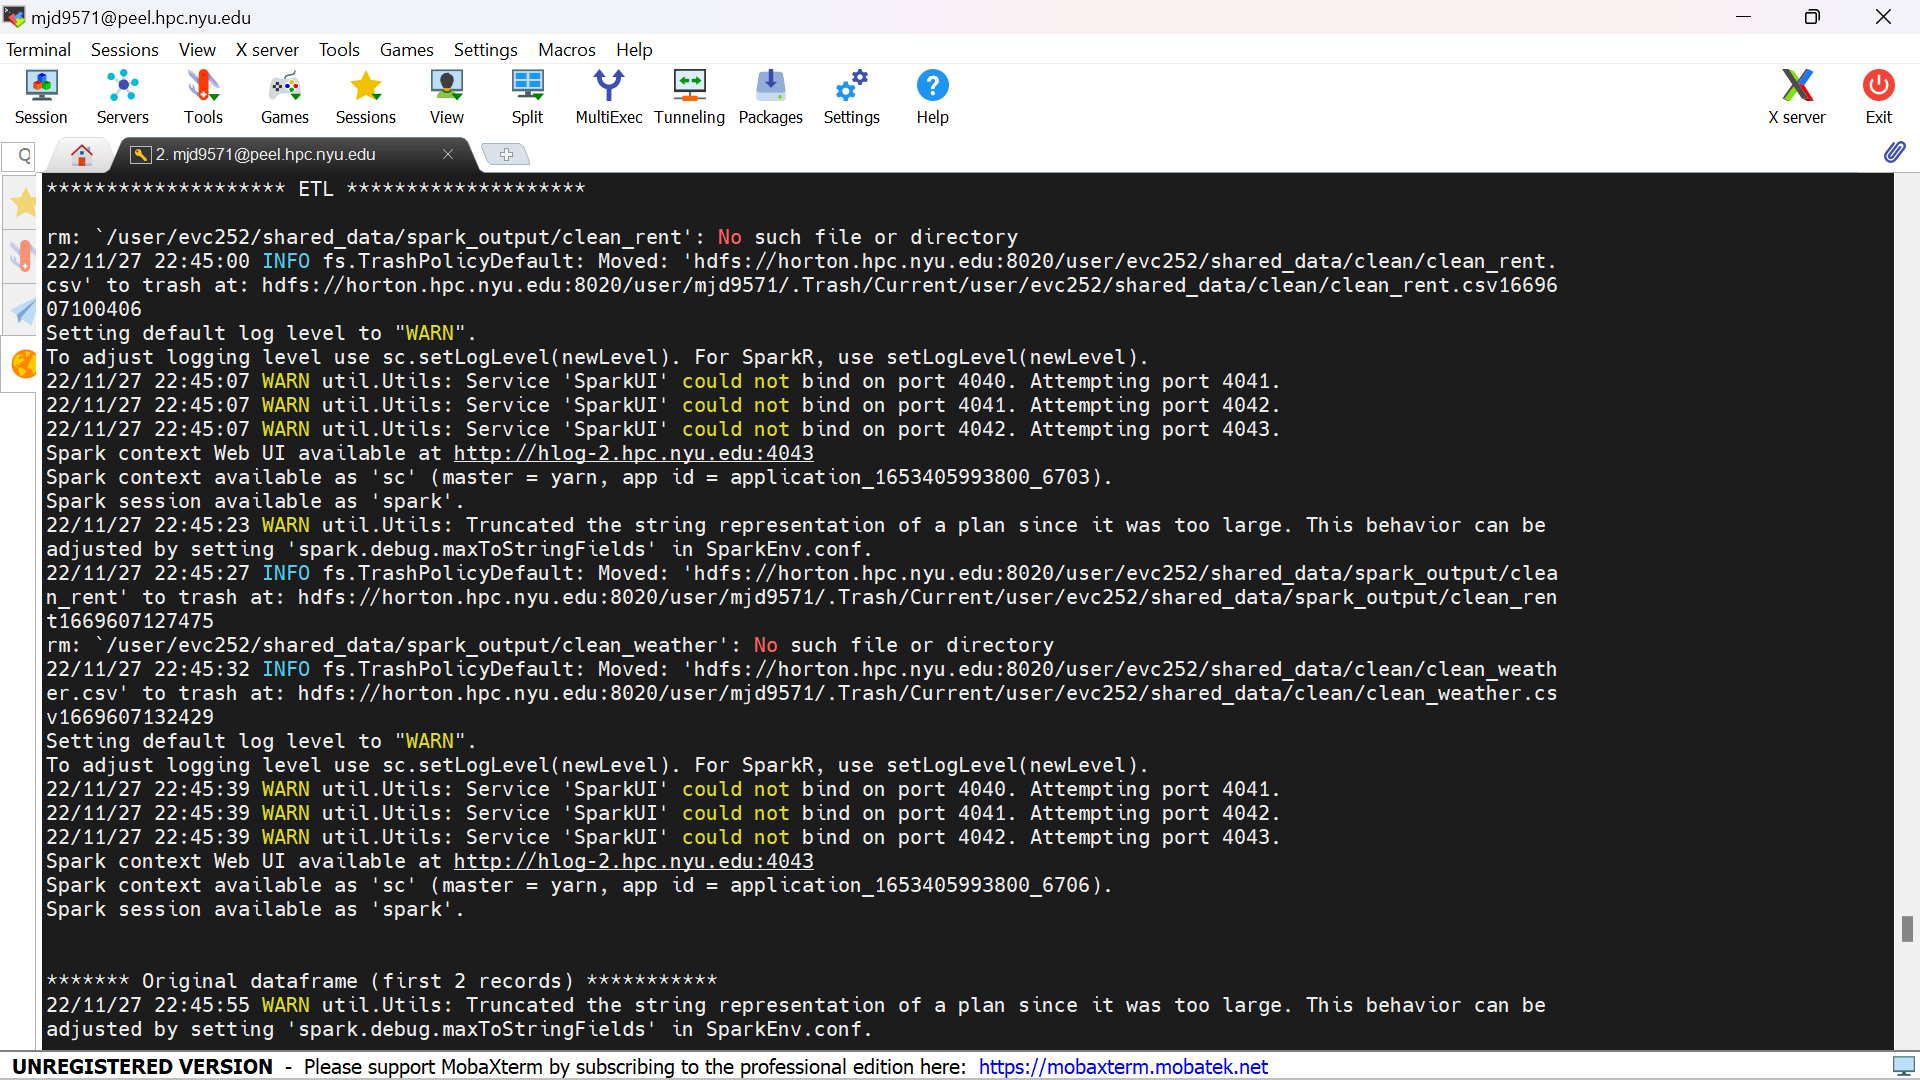 mjd9571@peel.hpc.nyu.edu
Terminal Sessions View X server Tools Games Settings Macros Help
Session Servers Tools Games Sessions View Split MultiExec Tunneling Packages Settings Help X server Exit
2. mjd9571@peel.hpc.nyu.edu
******************** ETL ********************
rm: `/user/evc252/shared_data/spark_output/clean_rent': No such file or directory
22/11/27 22:45:00 INFO fs.TrashPolicyDefault: Moved: 'hdfs://horton.hpc.nyu.edu:8020/user/evc252/shared_data/clean/clean_rent.
csv' to trash at: hdfs://horton.hpc.nyu.edu:8020/user/mjd9571/.Trash/Current/user/evc252/shared_data/clean/clean_rent.csv16696
07100406
Setting default log level to "WARN".
To adjust logging level use sc.setLogLevel(newLevel). For SparkR, use setLogLevel(newLevel).
22/11/27 22:45:07 WARN util.Utils: Service 'SparkUI' could not bind on port 4040. Attempting port 4041.
22/11/27 22:45:07 WARN util.Utils: Service 'SparkUI' could not bind on port 4041. Attempting port 4042.
22/11/27 22:45:07 WARN util.Utils: Service 'SparkUI' could not bind on port 4042. Attempting port 4043.
Spark context Web UI available at http://hlog-2.hpc.nyu.edu:4043
Spark context available as 'sc' (master = yarn, app id = application_1653405993800_6703).
Spark session available as 'spark'.
22/11/27 22:45:23 WARN util.Utils: Truncated the string representation of a plan since it was too large. This behavior can be
adjusted by setting 'spark.debug.maxToStringFields' in SparkEnv.conf.
22/11/27 22:45:27 INFO fs.TrashPolicyDefault: Moved: 'hdfs://horton.hpc.nyu.edu:8020/user/evc252/shared_data/spark_output/clea
n_rent' to trash at: hdfs://horton.hpc.nyu.edu:8020/user/mjd9571/.Trash/Current/user/evc252/shared_data/spark_output/clean_ren
t1669607127475
rm: `/user/evc252/shared_data/spark_output/clean_weather': No such file or directory
22/11/27 22:45:32 INFO fs.TrashPolicyDefault: Moved: 'hdfs://horton.hpc.nyu.edu:8020/user/evc252/shared_data/clean/clean_weath
er.csv' to trash at: hdfs://horton.hpc.nyu.edu:8020/user/mjd9571/.Trash/Current/user/evc252/shared_data/clean/clean_weather.cs
v1669607132429
Setting default log level to "WARN".
To adjust logging level use sc.setLogLevel(newLevel). For SparkR, use setLogLevel(newLevel).
22/11/27 22:45:39 WARN util.Utils: Service 'SparkUI' could not bind on port 4040. Attempting port 4041.
22/11/27 22:45:39 WARN util.Utils: Service 'SparkUI' could not bind on port 4041. Attempting port 4042.
22/11/27 22:45:39 WARN util.Utils: Service 'SparkUI' could not bind on port 4042. Attempting port 4043.
Spark context Web UI available at http://hlog-2.hpc.nyu.edu:4043
Spark context available as 'sc' (master = yarn, app id = application_1653405993800_6706).
Spark session available as 'spark'.
******* Original dataframe (first 2 records) ***********
22/11/27 22:45:55 WARN util.Utils: Truncated the string representation of a plan since it was too large. This behavior can be
adjusted by setting 'spark.debug.maxToStringFields' in SparkEnv.conf.
UNREGISTERED VERSION - Please support MobaXterm by subscribing to the professional edition here: https://mobaxterm.mobatek.net